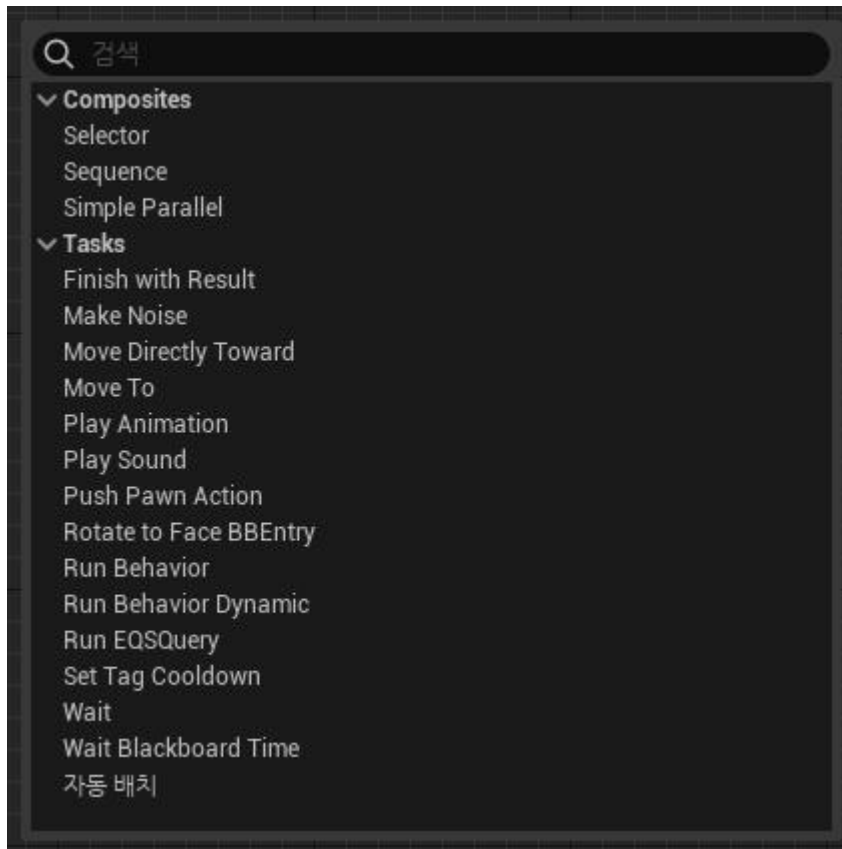 검색
Composites
Selector
Sequence
Simple Parallel
Tasks
Finish with Result
Make Noise
Move Directly Toward
Move To
Play Animation
Play Sound
Push Pawn Action
Rotate to Face BBEntry
Run Behavior
Run Behavior Dynamic
Run EQSQuery
Set Tag Cooldown
Wait
Wait Blackboard Time
자동 배치